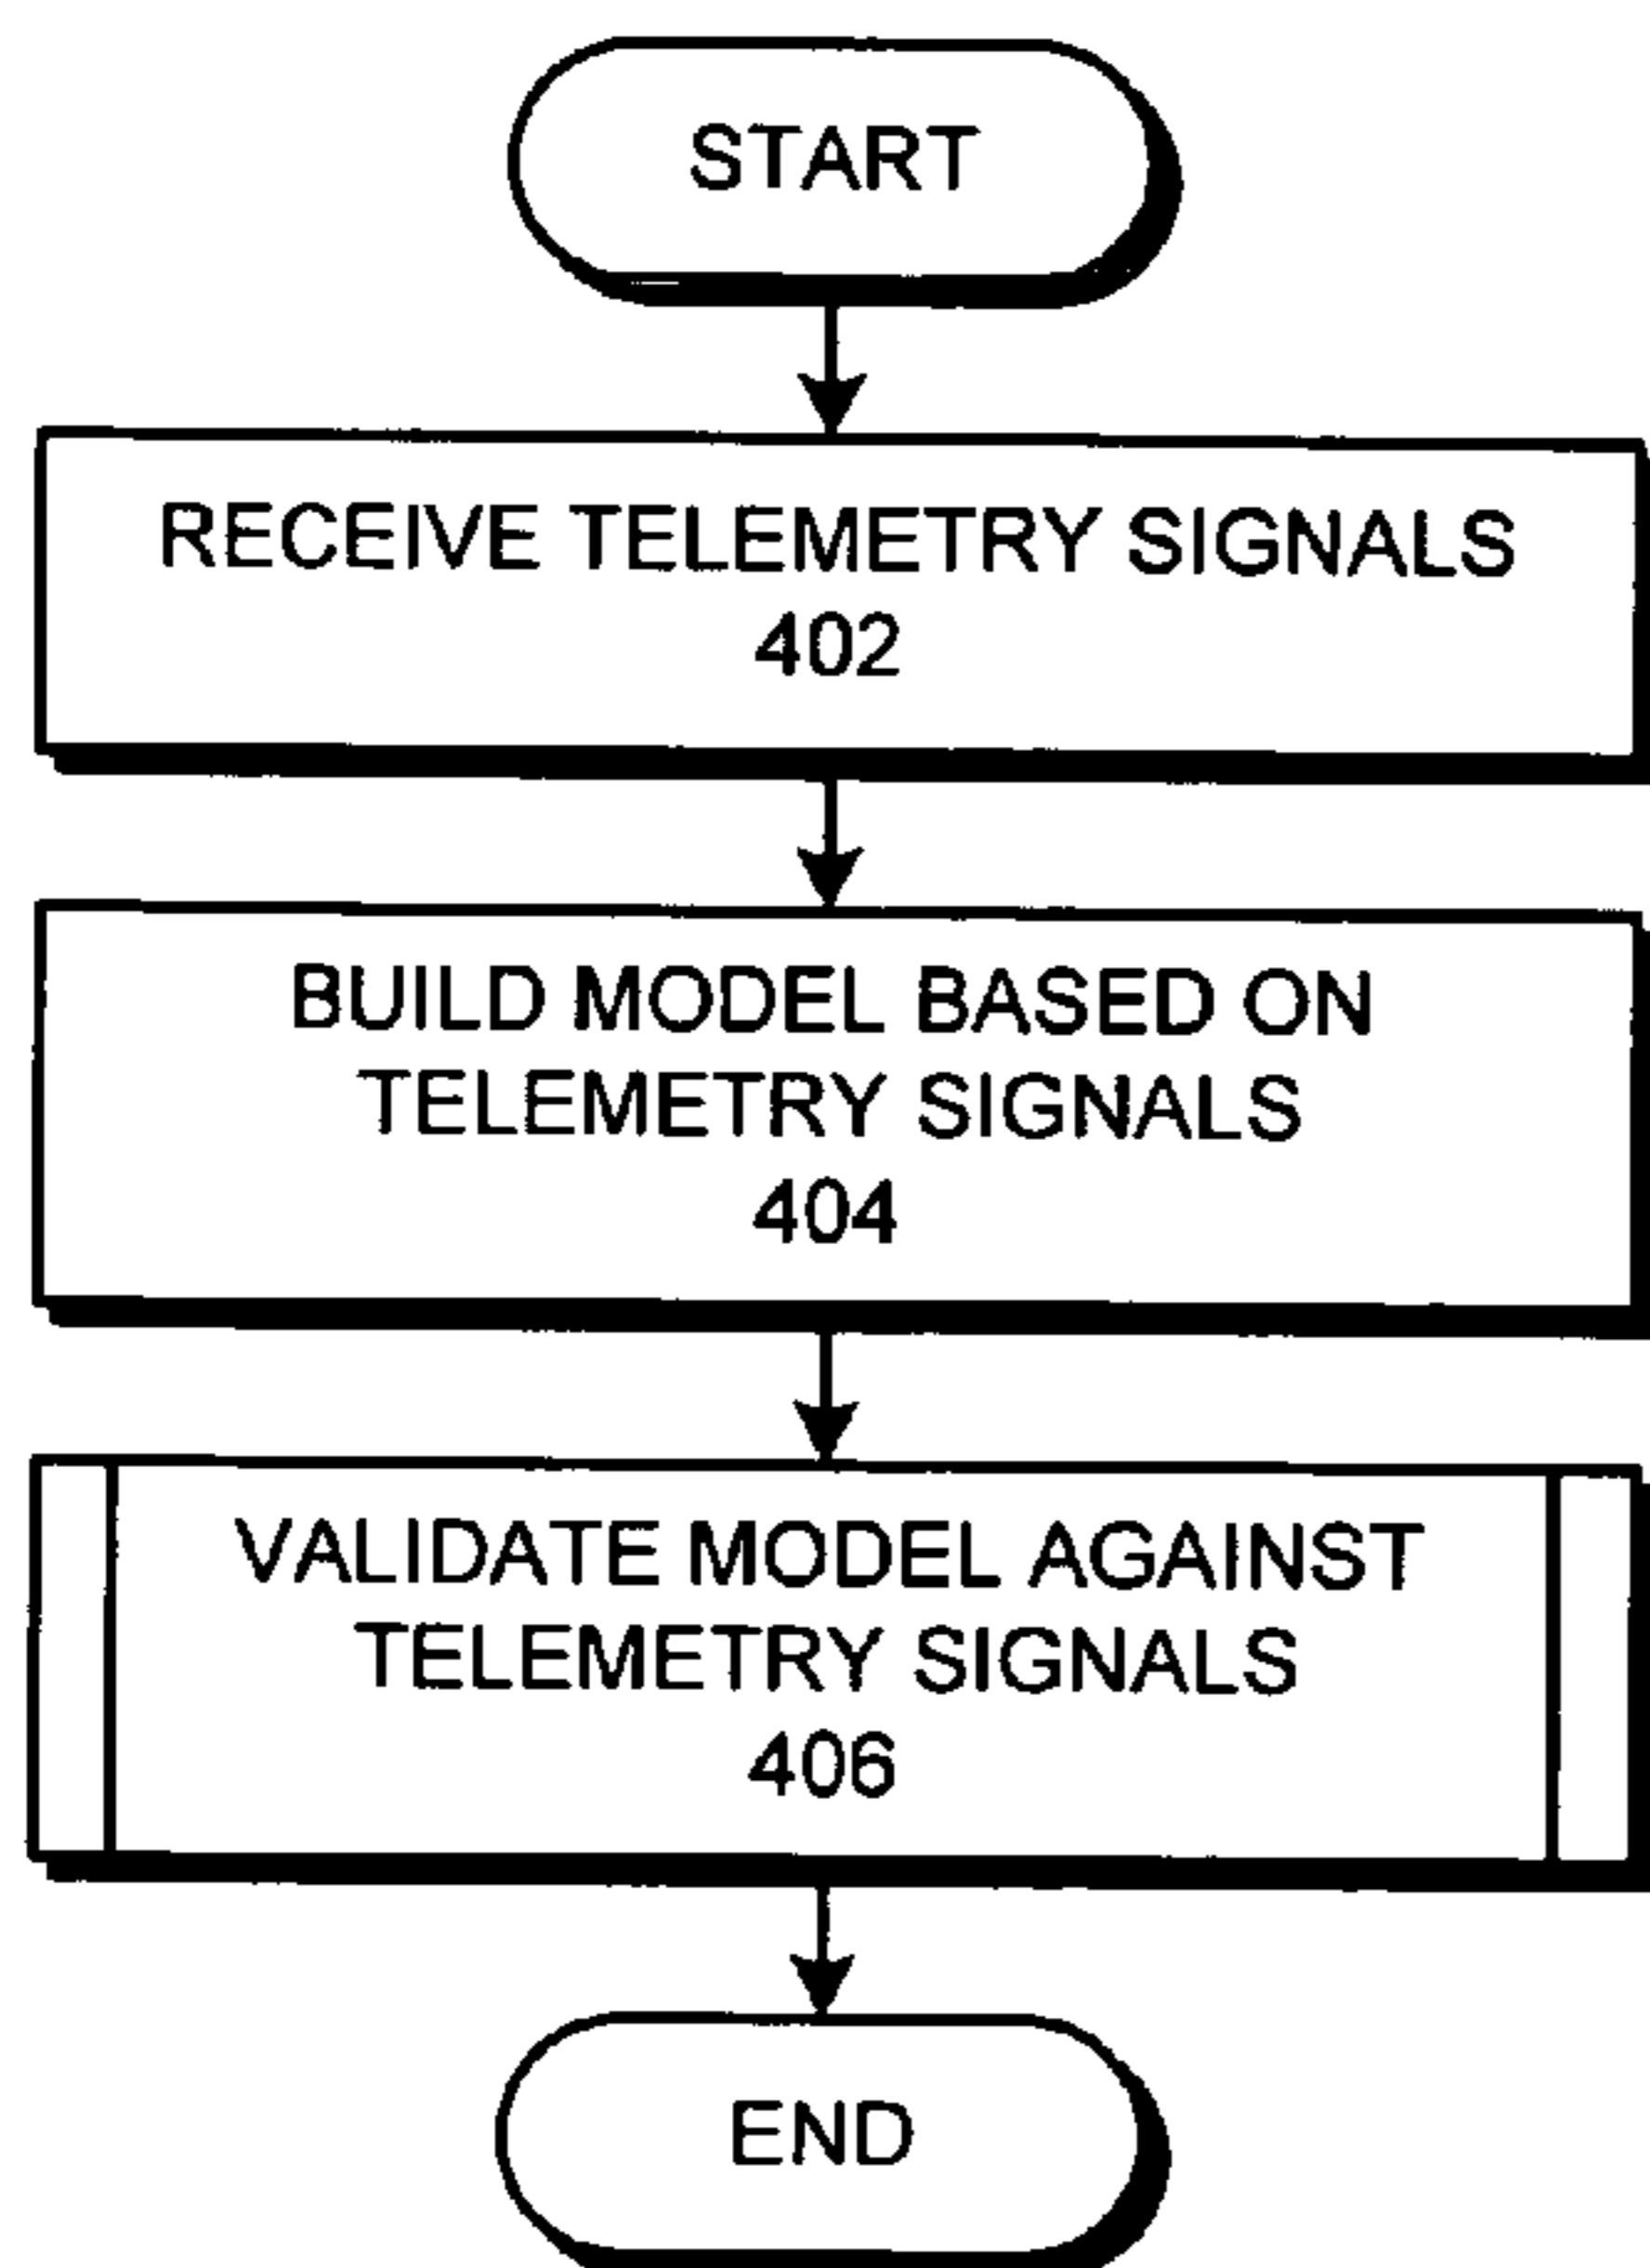 START
RECEIVE TELEMETRY SIGNALS
402
BUILD MODEL BASED ON
TELEMETRY SIGNALS
404
VALIDATE MODEL AGAINST
TELEMETRY SIGNALS
406
END